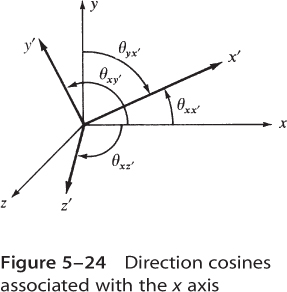 y
y′
θyx′
x′
θxy′
θxx′
x
θxz′
z
z′
Figure 5–24 Direction cosines
associated with the x axis